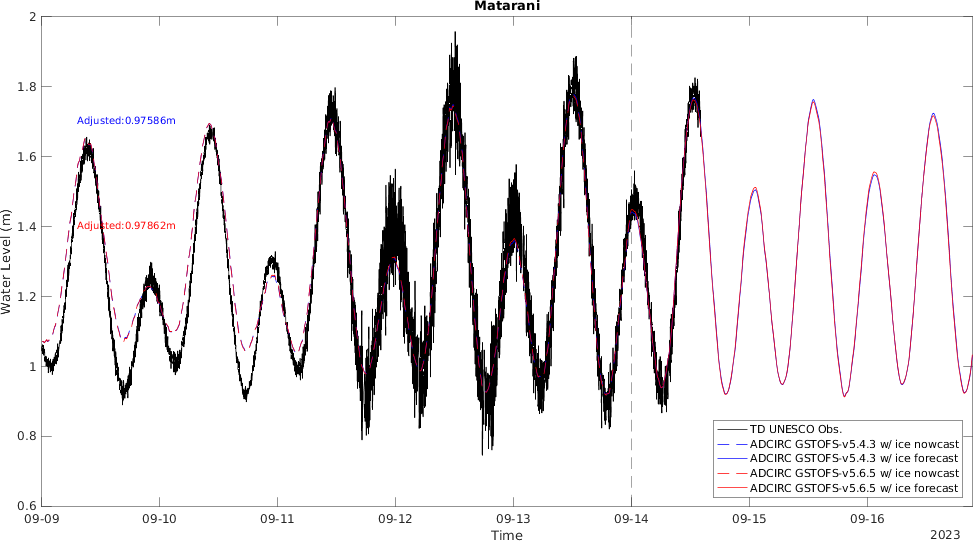 Matarani
Water Level (m)
2
1.8
1.6
1.4
1.2
1
0.8
0.6
Adjusted:0.97586m
Adjusted:0.97862m
TD UNESCO Obs.
ADCIRC GSTOFS-v5.4.3 w/ ice nowcast
ADCIRC GSTOFS-v5.4.3 w/ ice forecast
ADCIRC GSTOFS-v5.6.5 w/ ice nowcast
ADCIRC GSTOFS-v5.6.5 w/ ice forecast
09-09 09-10 09-11 09-12 09-13 09-14 09-15 09-16
Time
2023